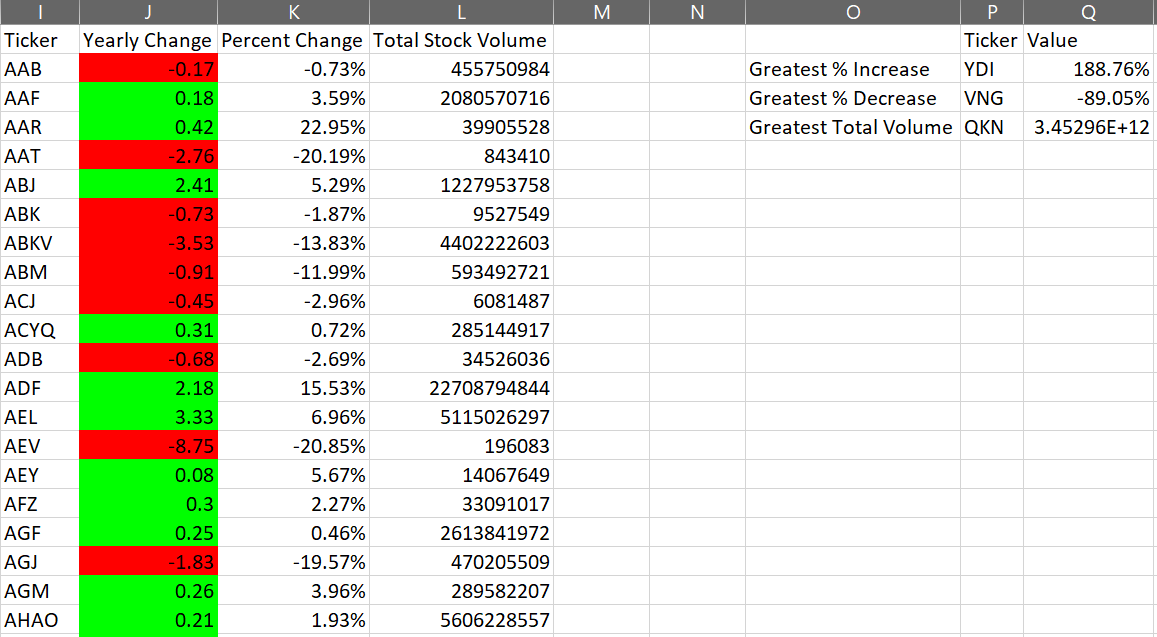 I J K L M N O P Q
Ticker Yearly Change Percent Change Total Stock Volume Ticker Value
AAB -0.17 -0.73% 455750984 Greatest % Increase YDI 188.76%
AAF 0.18 3.59% 2080570716 Greatest % Decrease VNG -89.05%
AAR 0.42 22.95% 39905528 Greatest Total Volume QKN 3.45296E+12
AAT -2.76 -20.19% 843410
ABJ 2.41 5.29% 1227953758
ABK -0.73 -1.87% 9527549
ABKV -3.53 -13.83% 4402222603
ABM -0.91 -11.99% 593492721
ACJ -0.45 -2.96% 6081487
ACYQ 0.31 0.72% 285144917
ADB -0.68 -2.69% 34526036
ADF 2.18 15.53% 22708794844
AEL 3.33 6.96% 5115026297
AEV -8.75 -20.85% 196083
AEY 0.08 5.67% 14067649
AFZ 0.3 2.27% 33091017
AGF 0.25 0.46% 2613841972
AGJ -1.83 -19.57% 470205509
AGM 0.26 3.96% 289582207
AHAO 0.21 1.93% 5606228557